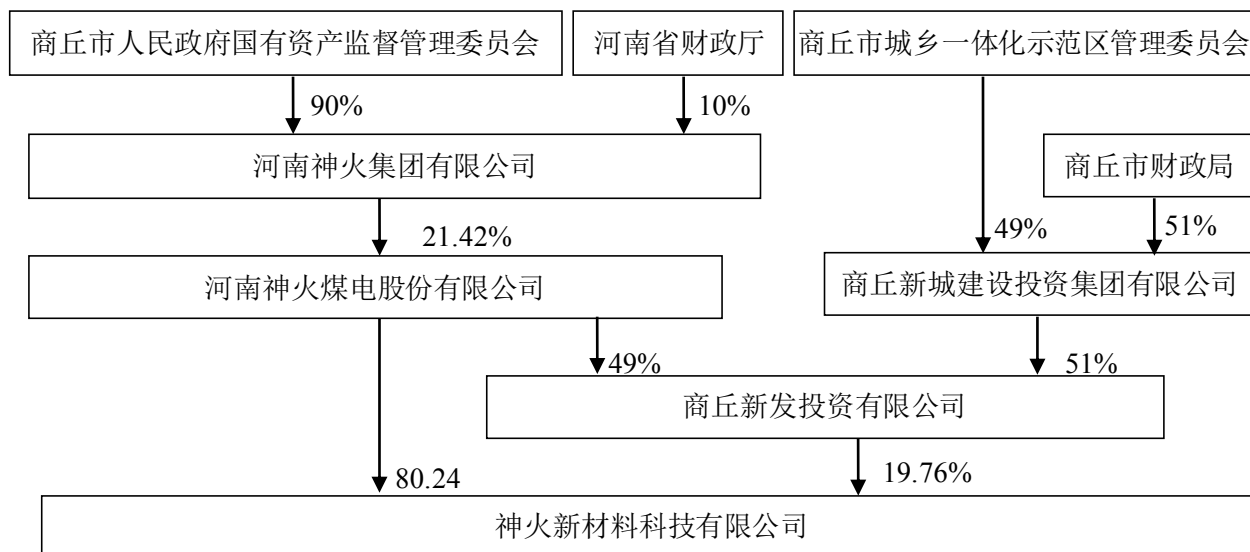 商丘市人民政府国有资产监督管理委员会
河南省财政厅
商丘市城乡一体化示范区管理委员会
90%
10%
河南神火集团有限公司
商丘市财政局
21.42%
49%
51%
河南神火煤电股份有限公司
商丘新城建设投资集团有限公司
49%
51%
商丘新发投资有限公司
80.24
19.76%
神火新材料科技有限公司